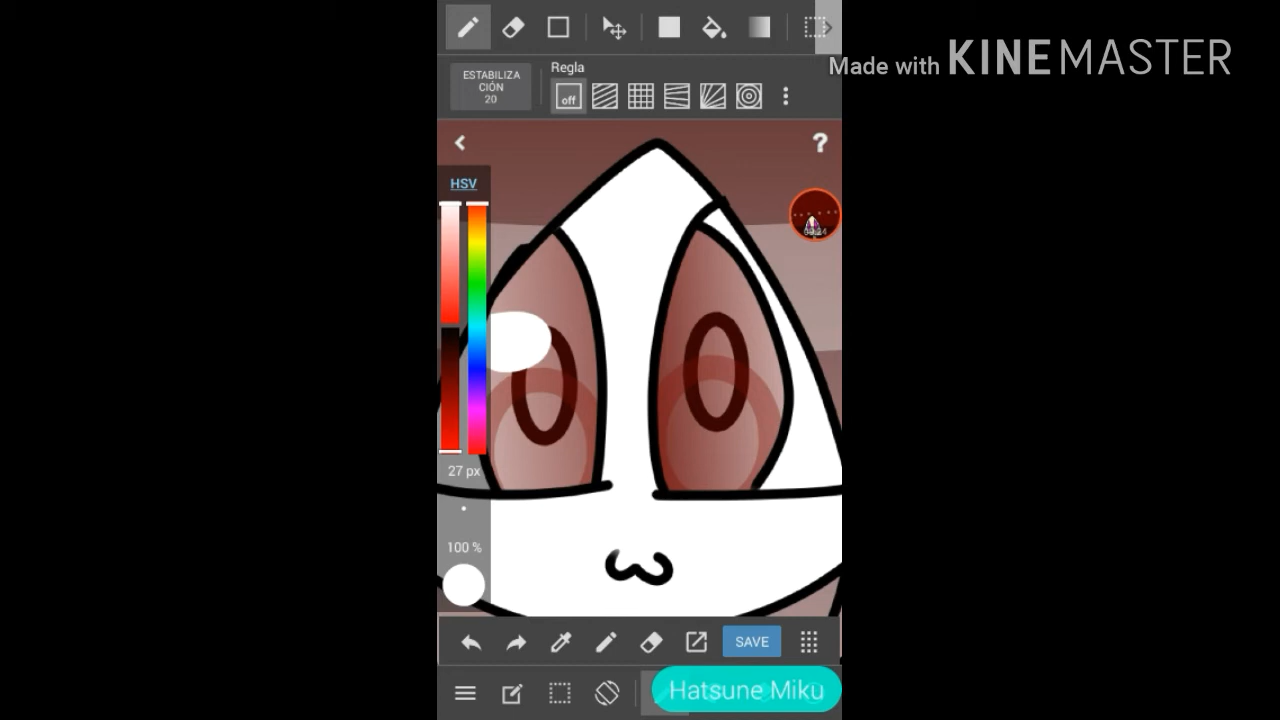 Made with KINEMASTER
ESTABILIZA
CIÓN
20
Regla
off
?
HSV
27 px
100 %
SAVE
Hatsune Miku